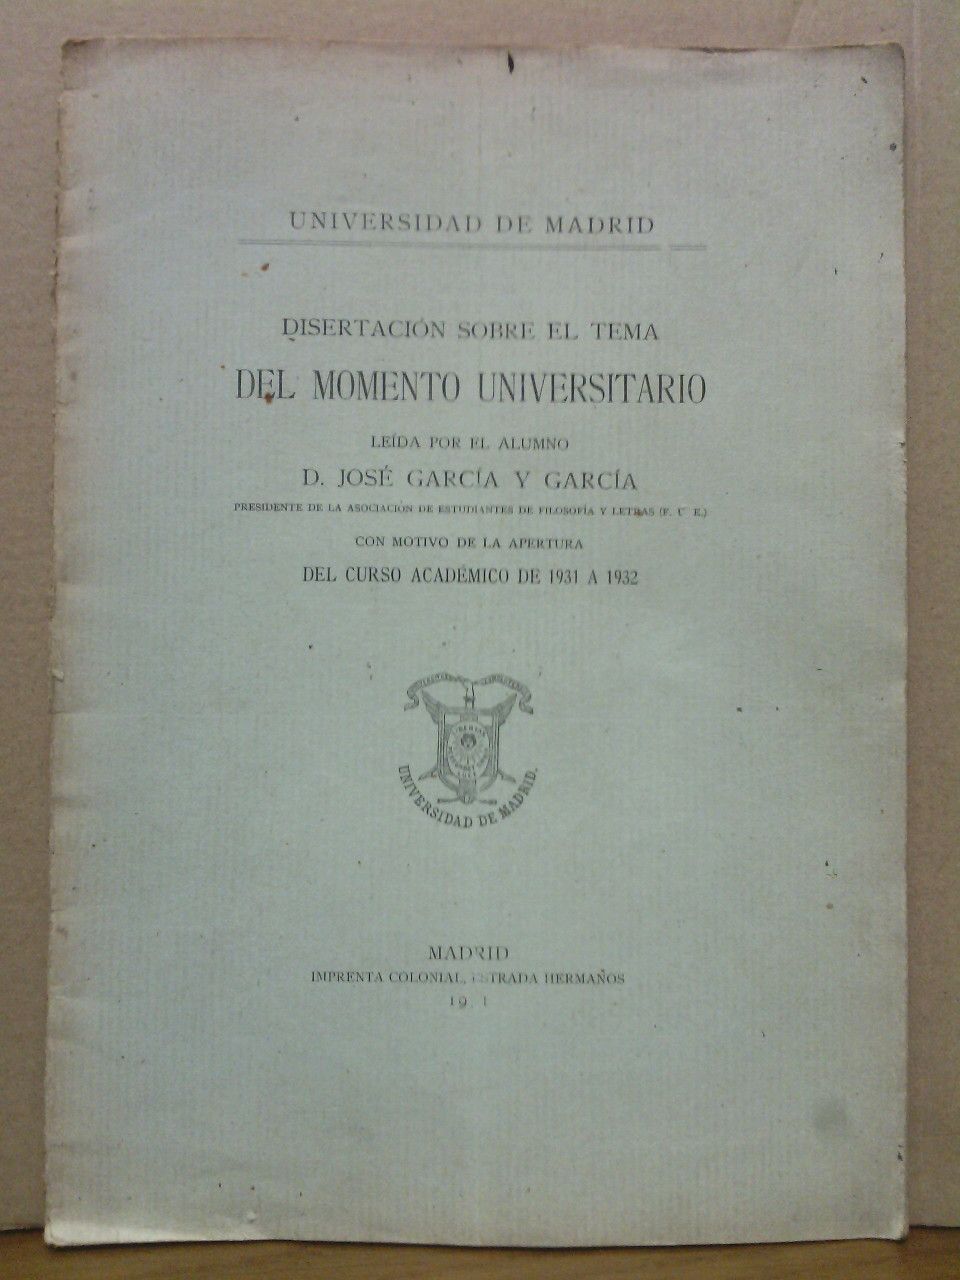 UNIVERSIDAD DE MADRID
DISERTACIÓN SOBRE EL TEMA
DEL MOMENTO UNIVERSITARIO
LEÍDA POR EL ALUMNO
D. JOSÉ GARCÍA Y GARCÍA
PRESIDENTE DE LA ASOCIACIÓN DE ESTUDIANTES DE FILOSOFÍA Y LETRAS (F. U E.)
CON MOTIVO DE LA APERTURA
DEL CURSO ACADÉMICO DE 1931 A 1932
UNIVERSIDAD DE MADRID.
MADRID
IMPRENTA COLONIAL, ESTRADA HERMAÑOS